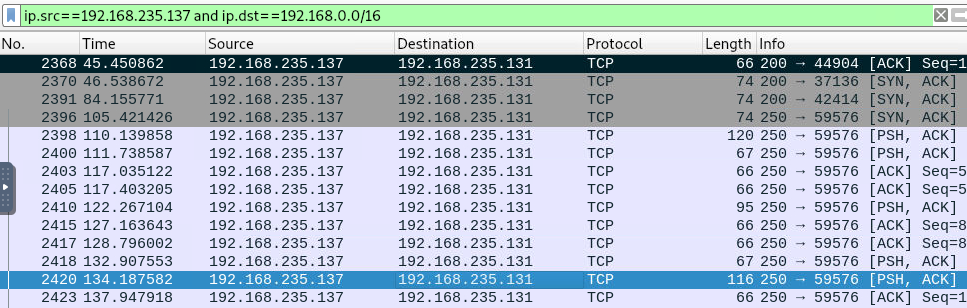 ip.src==192.168.235.137 and ip.dst==192.168.0.0/16
No. Time Source Destination Protocol Length Info
2368 45.450862 192.168.235.137 192.168.235.131 TCP 66 200 → 44904 [ACK] Seq=1
2370 46.538672 192.168.235.137 192.168.235.131 TCP 74 200 → 37136 [SYN, ACK]
2391 84.155771 192.168.235.137 192.168.235.131 TCP 74 200 → 42414 [SYN, ACK]
2396 105.421426 192.168.235.137 192.168.235.131 TCP 74 250 → 59576 [SYN, ACK]
2398 110.139858 192.168.235.137 192.168.235.131 TCP 120 250 → 59576 [PSH, ACK]
2400 111.738587 192.168.235.137 192.168.235.131 TCP 67 250 → 59576 [PSH, ACK]
2403 117.035122 192.168.235.137 192.168.235.131 TCP 66 250 → 59576 [ACK] Seq=5
2405 117.403205 192.168.235.137 192.168.235.131 TCP 66 250 → 59576 [ACK] Seq=5
2410 122.267104 192.168.235.137 192.168.235.131 TCP 95 250 → 59576 [PSH, ACK]
2415 127.163643 192.168.235.137 192.168.235.131 TCP 66 250 → 59576 [ACK] Seq=8
2417 128.796002 192.168.235.137 192.168.235.131 TCP 66 250 → 59576 [ACK] Seq=8
2418 132.907553 192.168.235.137 192.168.235.131 TCP 67 250 → 59576 [PSH, ACK]
2420 134.187582 192.168.235.137 192.168.235.131 TCP 116 250 → 59576 [PSH, ACK]
2423 137.947918 192.168.235.137 192.168.235.131 TCP 66 250 → 59576 [ACK] Seq=1